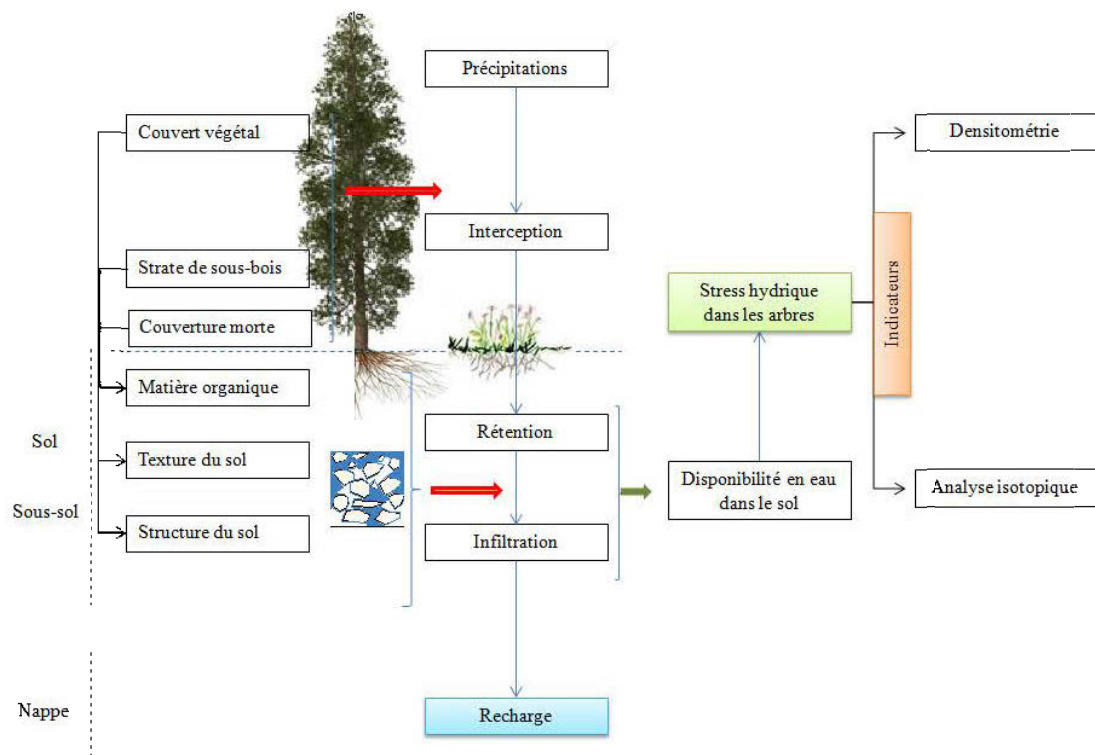 Précipitations
Couvert végétal
Densitométrie
Interception
Strate de sous-bois
Stress hydrique
dans les arbres
Indicateurs
Couverture morte
Matière organique
Sol
Rétention
Texture du sol
Disponibilité en eau
dans le sol
Analyse isotopique
Sous-sol
Structure du sol
Infiltration
Nappe
Recharge